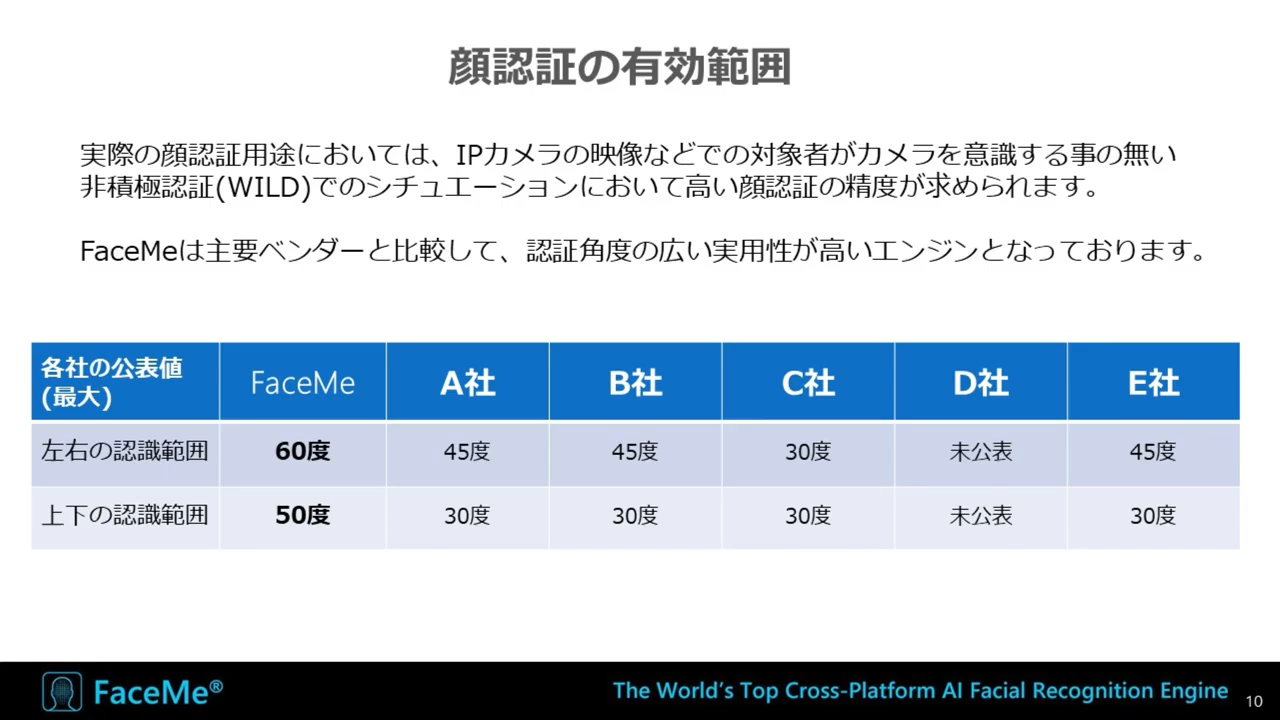 顔認証の有効範囲
実際の顔認証用途においては、IPカメラの映像などでの対象者がカメラを意識する事の無い
非積極認証(WILD)でのシチュエーションにおいて高い顔認証の精度が求められます。
FaceMeは主要ベンダーと比較して、認証角度の広い実用性が高いエンジンとなっております。
各社の公表値
(最大) FaceMe A社 B社 C社 D社 E社
左右の認識範囲 60度 45度 45度 30度 未公表 45度
上下の認識範囲 50度 30度 30度 30度 未公表 30度
FaceMe® The World’s Top Cross-Platform AI Facial Recognition Engine 10